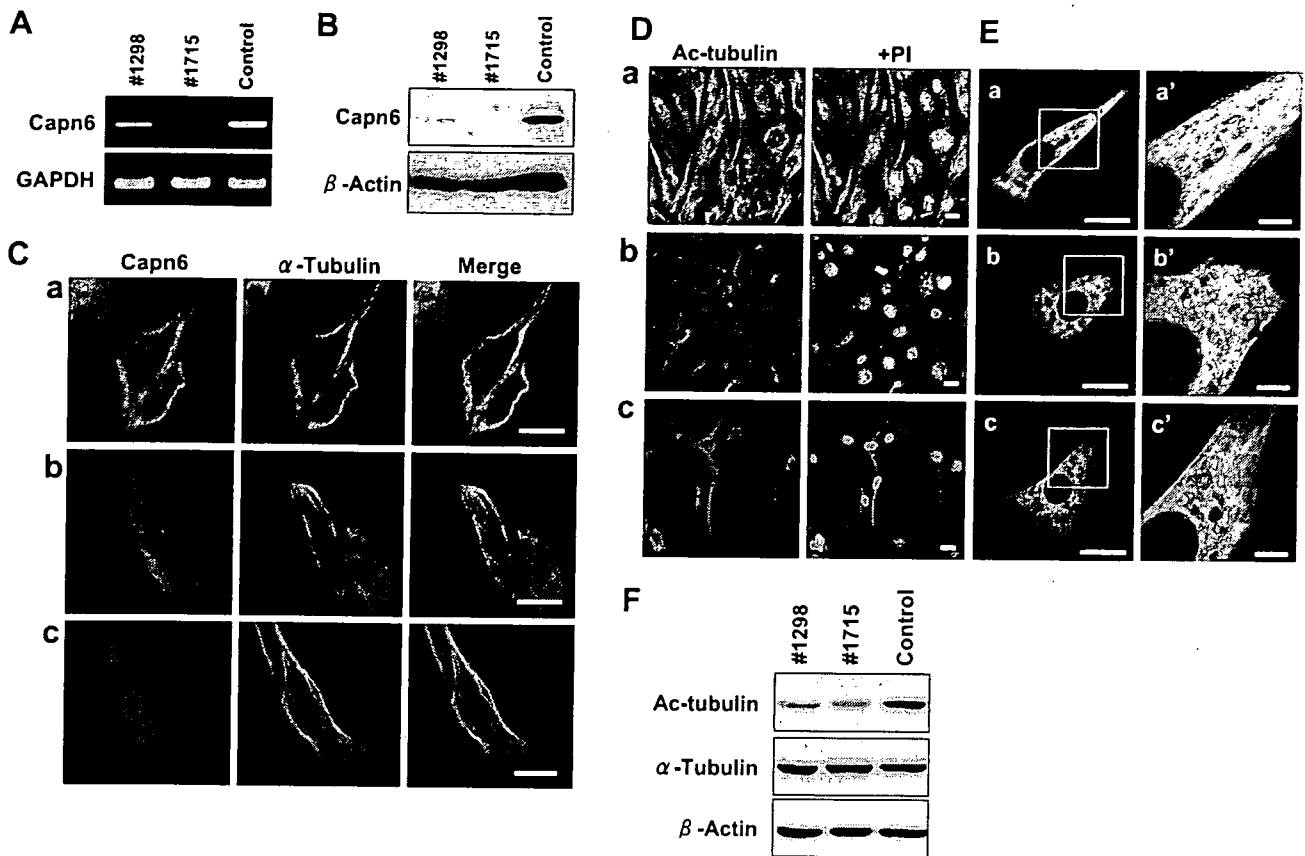 A
#1298
#1715
Control
Capn6
GAPDH
B
#1298
#1715
Control
Capn6
β-Actin
C
Capn6
α-Tubulin
Merge
a
b
c
D
Ac-tubulin
+PI
a
b
c
E
a
a'
b
b'
c
c'
F
#1298
#1715
Control
Ac-tubulin
α-Tubulin
β-Actin